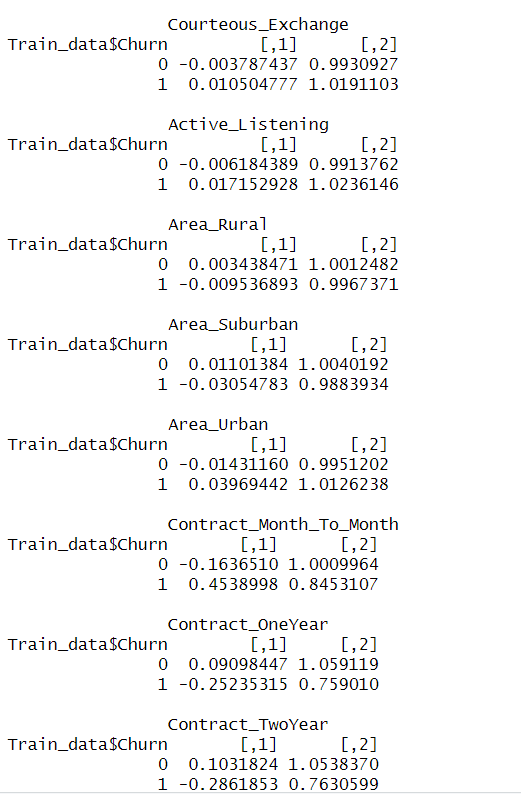 Courteous_Exchange
Train_data$Churn [,1] [,2]
0 -0.003787437 0.9930927
1 0.010504777 1.0191103
Active_Listening
Train_data$Churn [,1] [,2]
0 -0.006184389 0.9913762
1 0.017152928 1.0236146
Area_Rural
Train_data$Churn [,1] [,2]
0 0.003438471 1.0012482
1 -0.009536893 0.9967371
Area_Suburban
Train_data$Churn [,1] [,2]
0 0.01101384 1.0040192
1 -0.03054783 0.9883934
Area_Urban
Train_data$Churn [,1] [,2]
0 -0.01431160 0.9951202
1 0.03969442 1.0126238
Contract_Month_To_Month
Train_data$Churn [,1] [,2]
0 -0.1636510 1.0009964
1 0.4538998 0.8453107
Contract_OneYear
Train_data$Churn [,1] [,2]
0 0.09098447 1.059119
1 -0.25235315 0.759010
Contract_TwoYear
Train_data$Churn [,1] [,2]
0 0.1031824 1.0538370
1 -0.2861853 0.7630599